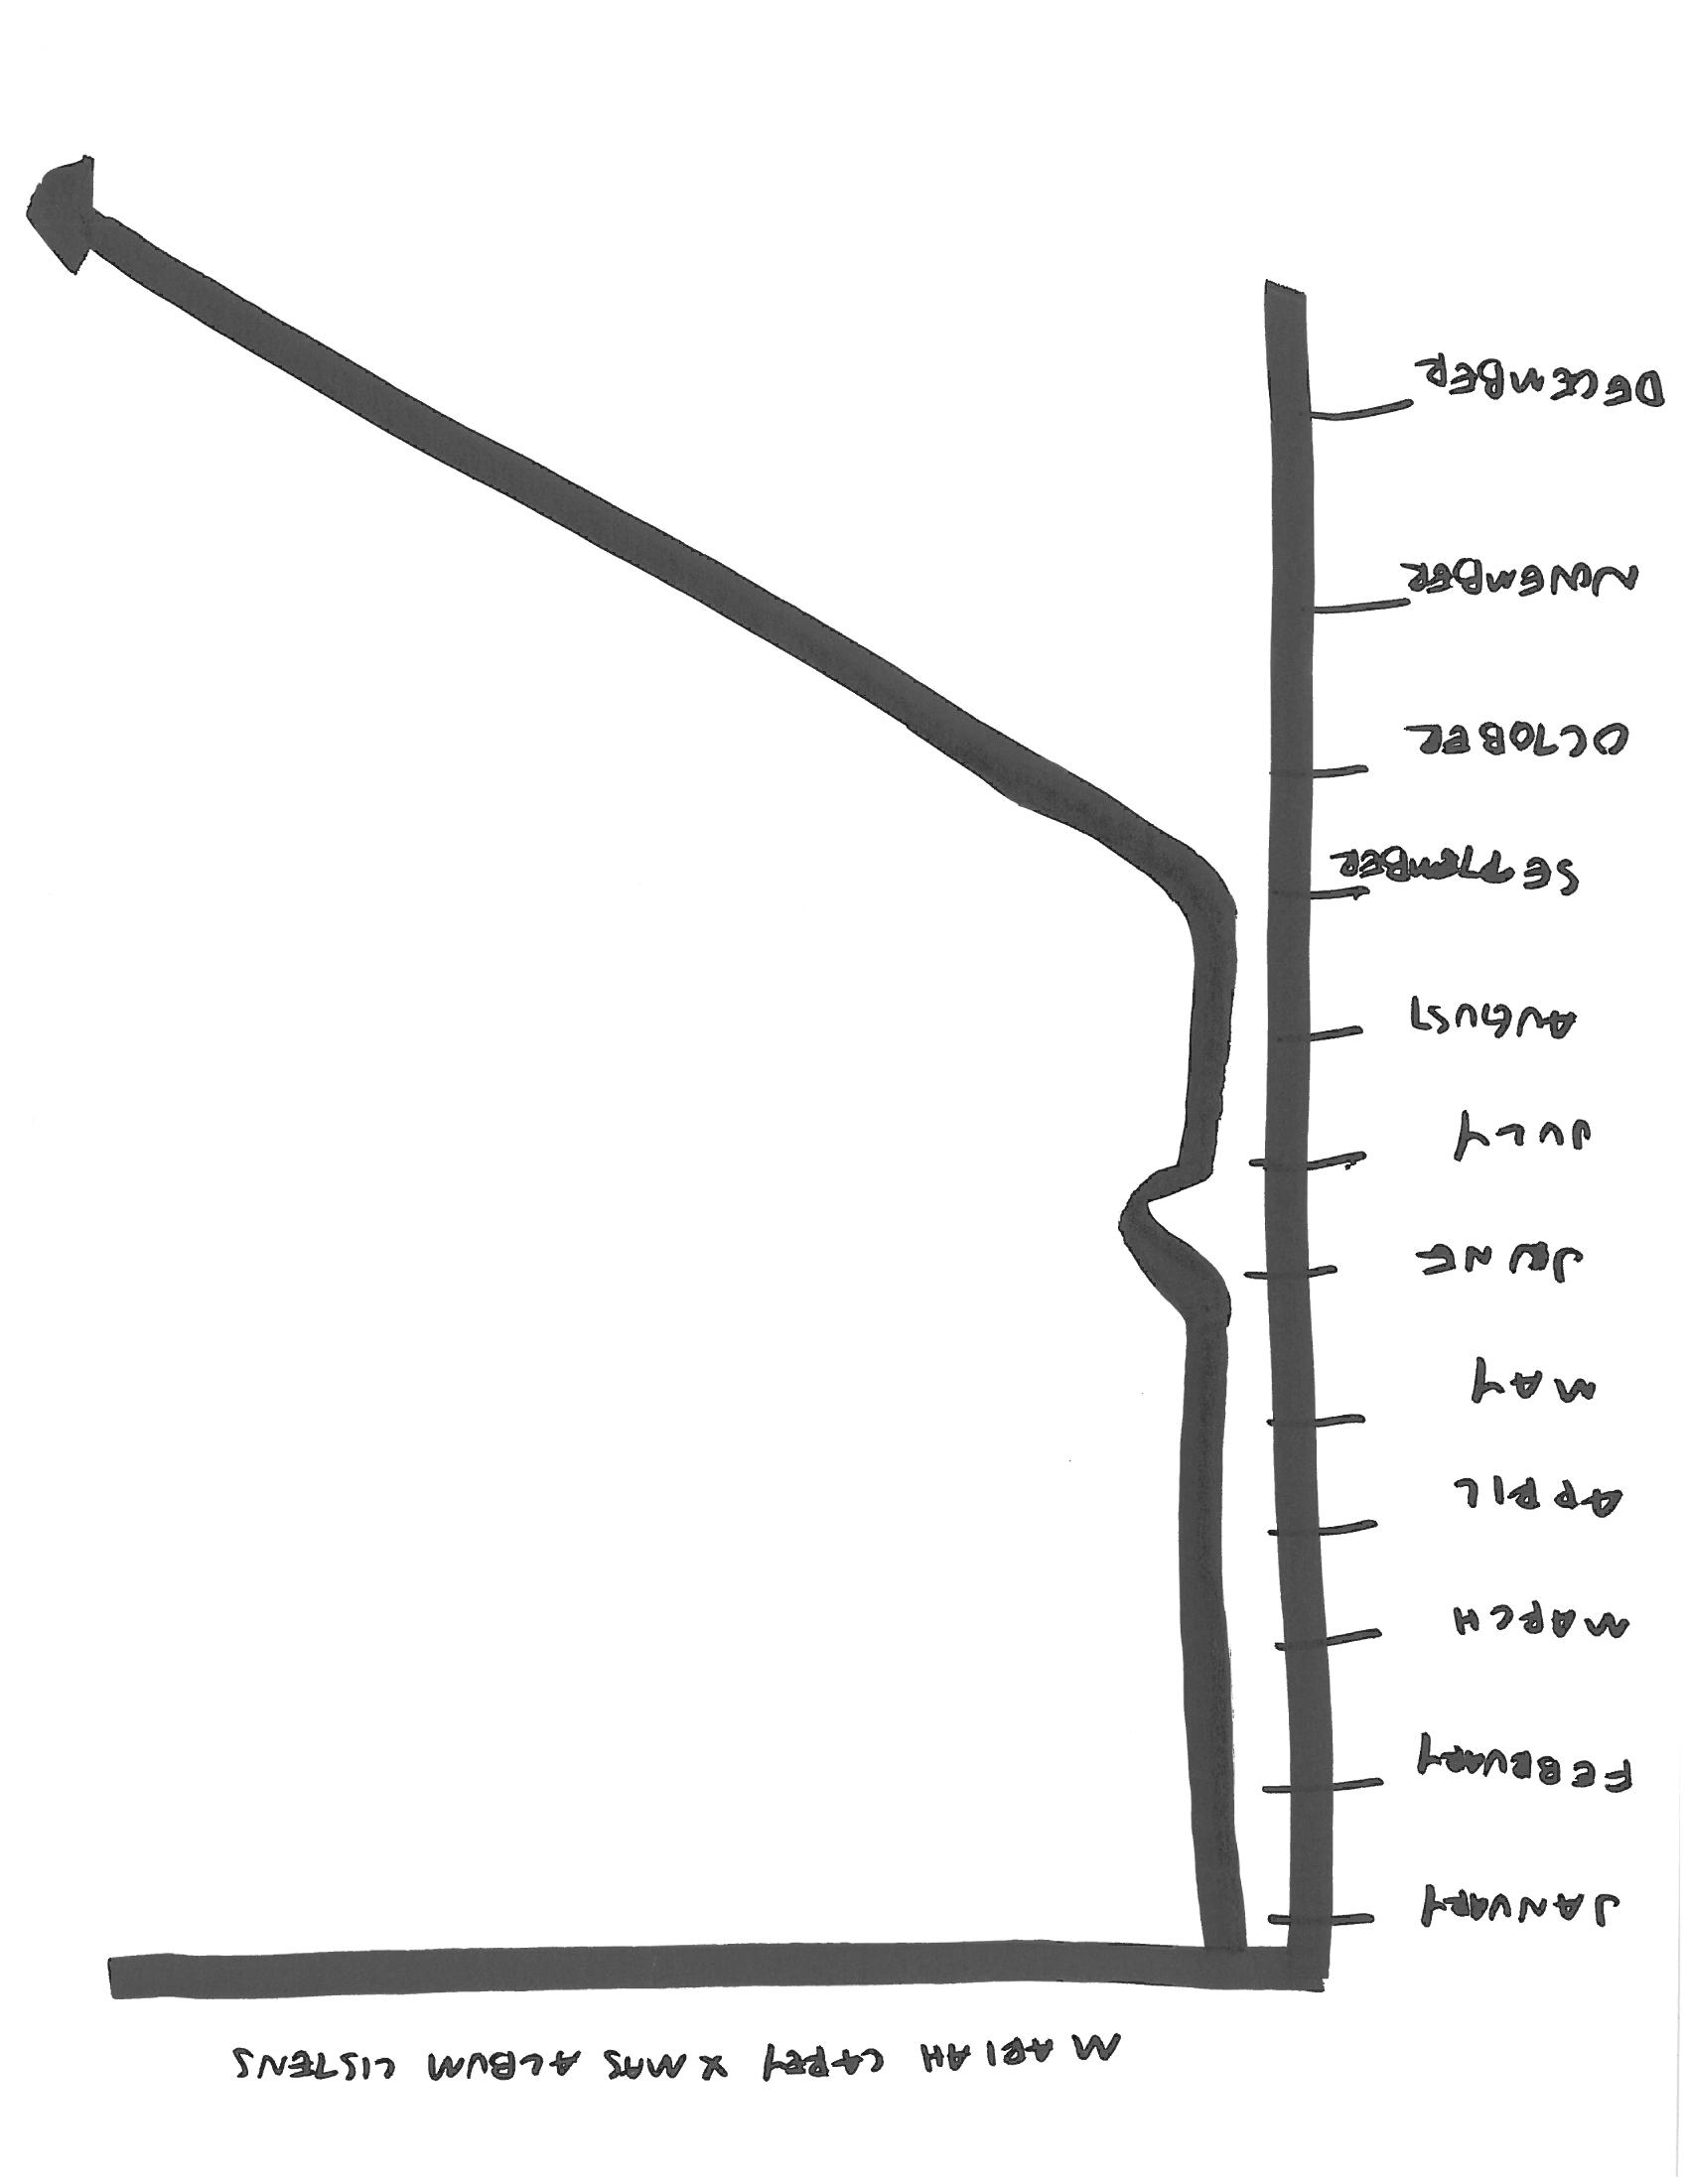 MARIAH CAREY XMAS ALBUM LISTENS
JANUARY
FEBRUARY
MARCH
APRIL
MAY
JUNE
JULY
AUGUST
SEPTEMBER
OCTOBER
NOVEMBER
DECEMBER